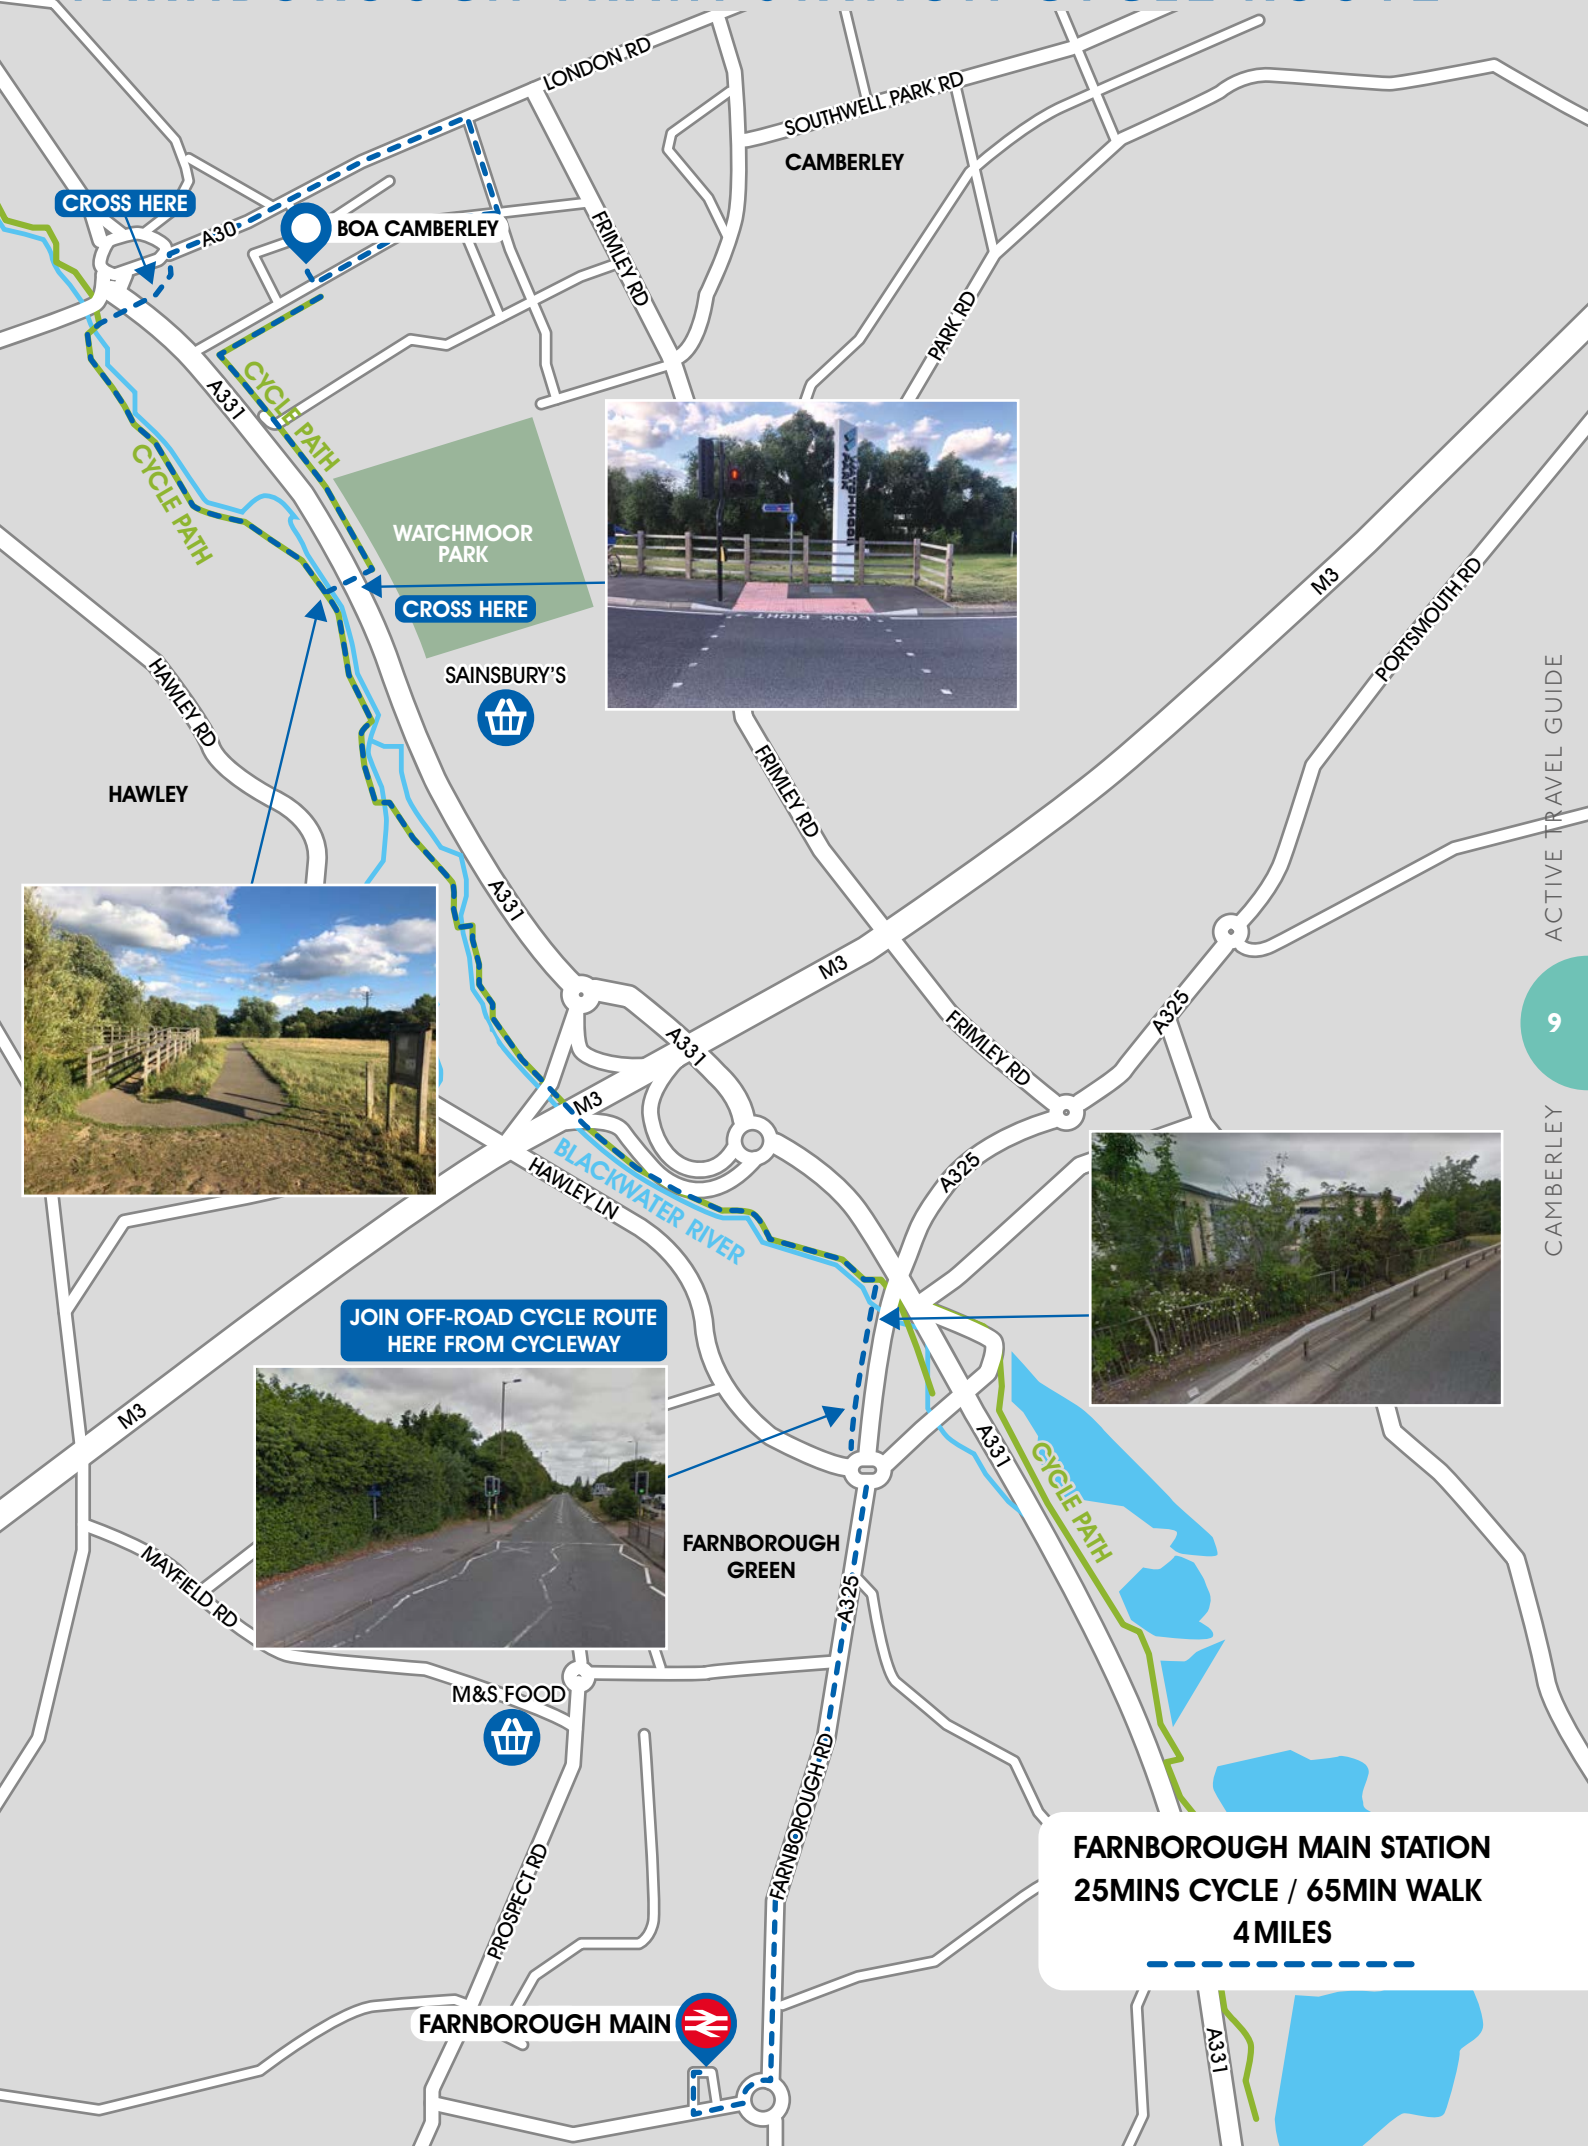 LONDON RD
SOUTHWELL PARK RD
CAMBERLEY
CROSS HERE
A30
BOA CAMBERLEY
FRIMLEY RD
PARK RD
A331
CYCLE PATH
CYCLE PATH
WATCHMOOR
PARK
WATCHMOOR
PARK
LOOK RIGHT
CROSS HERE
M3
PORTSMOUTH RD
SAINSBURY'S
HAWLEY RD
HAWLEY
FRIMLEY RD
A331
M3
A325
FRIMLEY RD
A331
M3
BLACKWATER RIVER
HAWLEY LN
A325
JOIN OFF-ROAD CYCLE ROUTE
HERE FROM CYCLEWAY
M3
A331
CYCLE PATH
FARNBOROUGH
GREEN
MAYFIELD RD
A325
M&S FOOD
FARNBOROUGH RD
PROSPECT RD
FARNBOROUGH MAIN STATION
25MINS CYCLE / 65MIN WALK
4 MILES
FARNBOROUGH MAIN
A331
CAMBERLEY
9
ACTIVE TRAVEL GUIDE